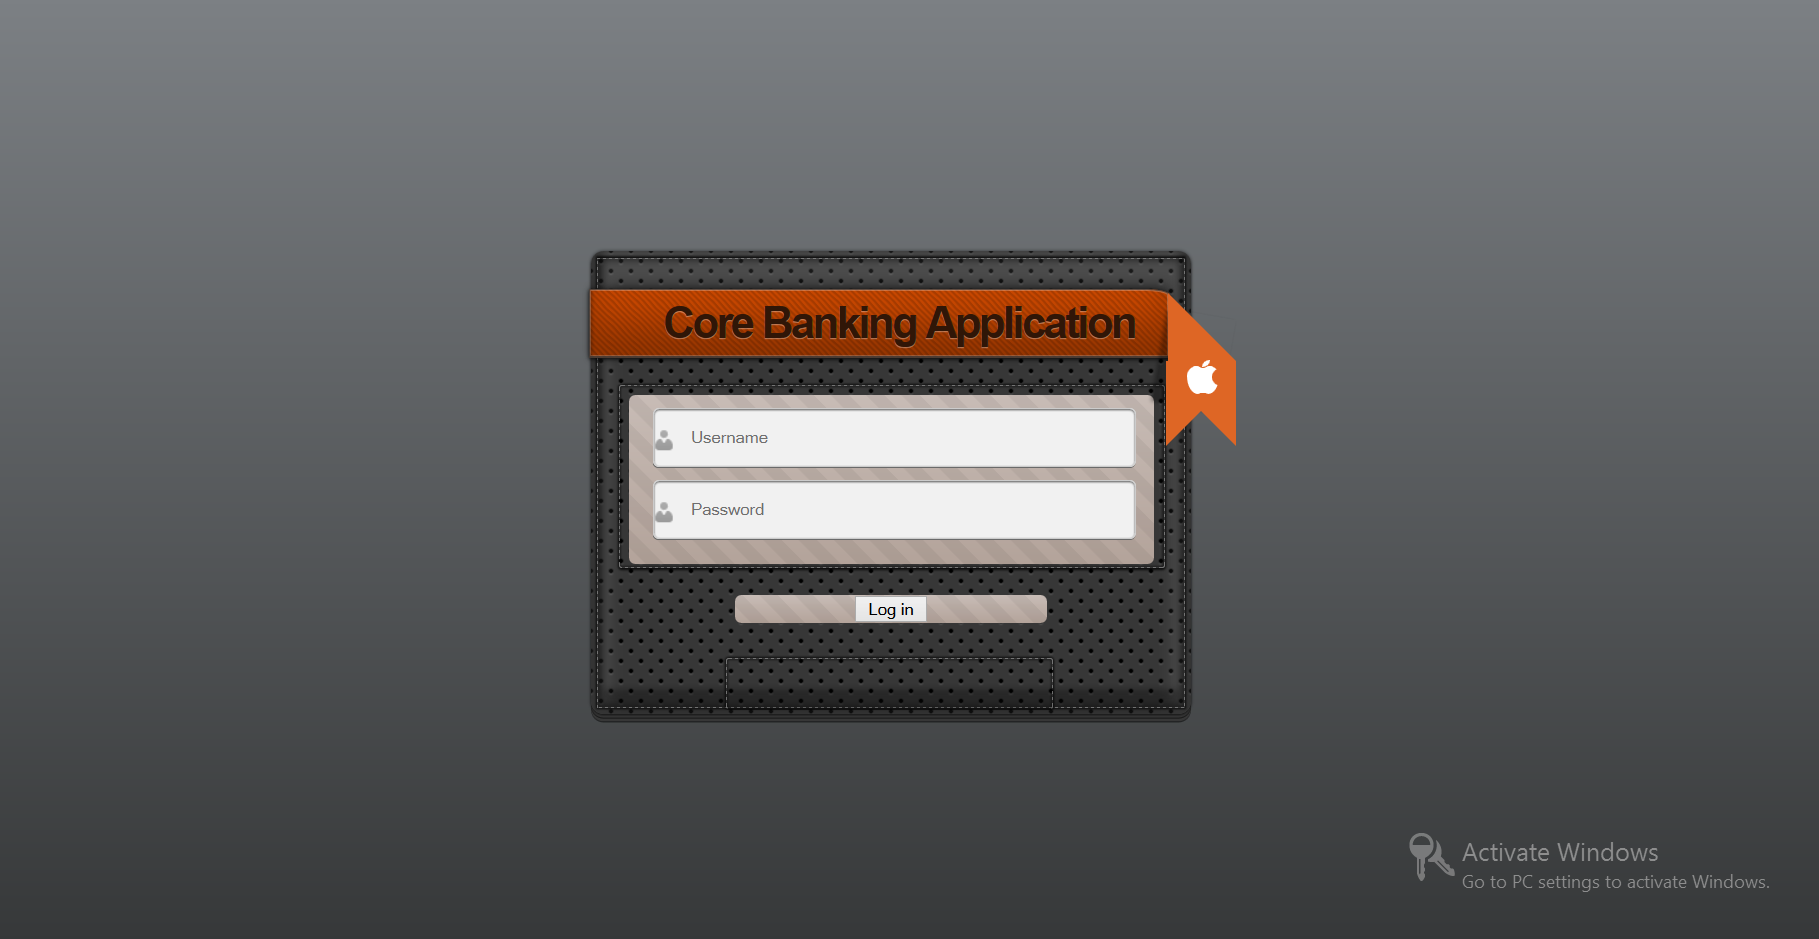 Core Banking Application
Username
Password
Log in
Activate Windows
Go to PC settings to activate Windows.